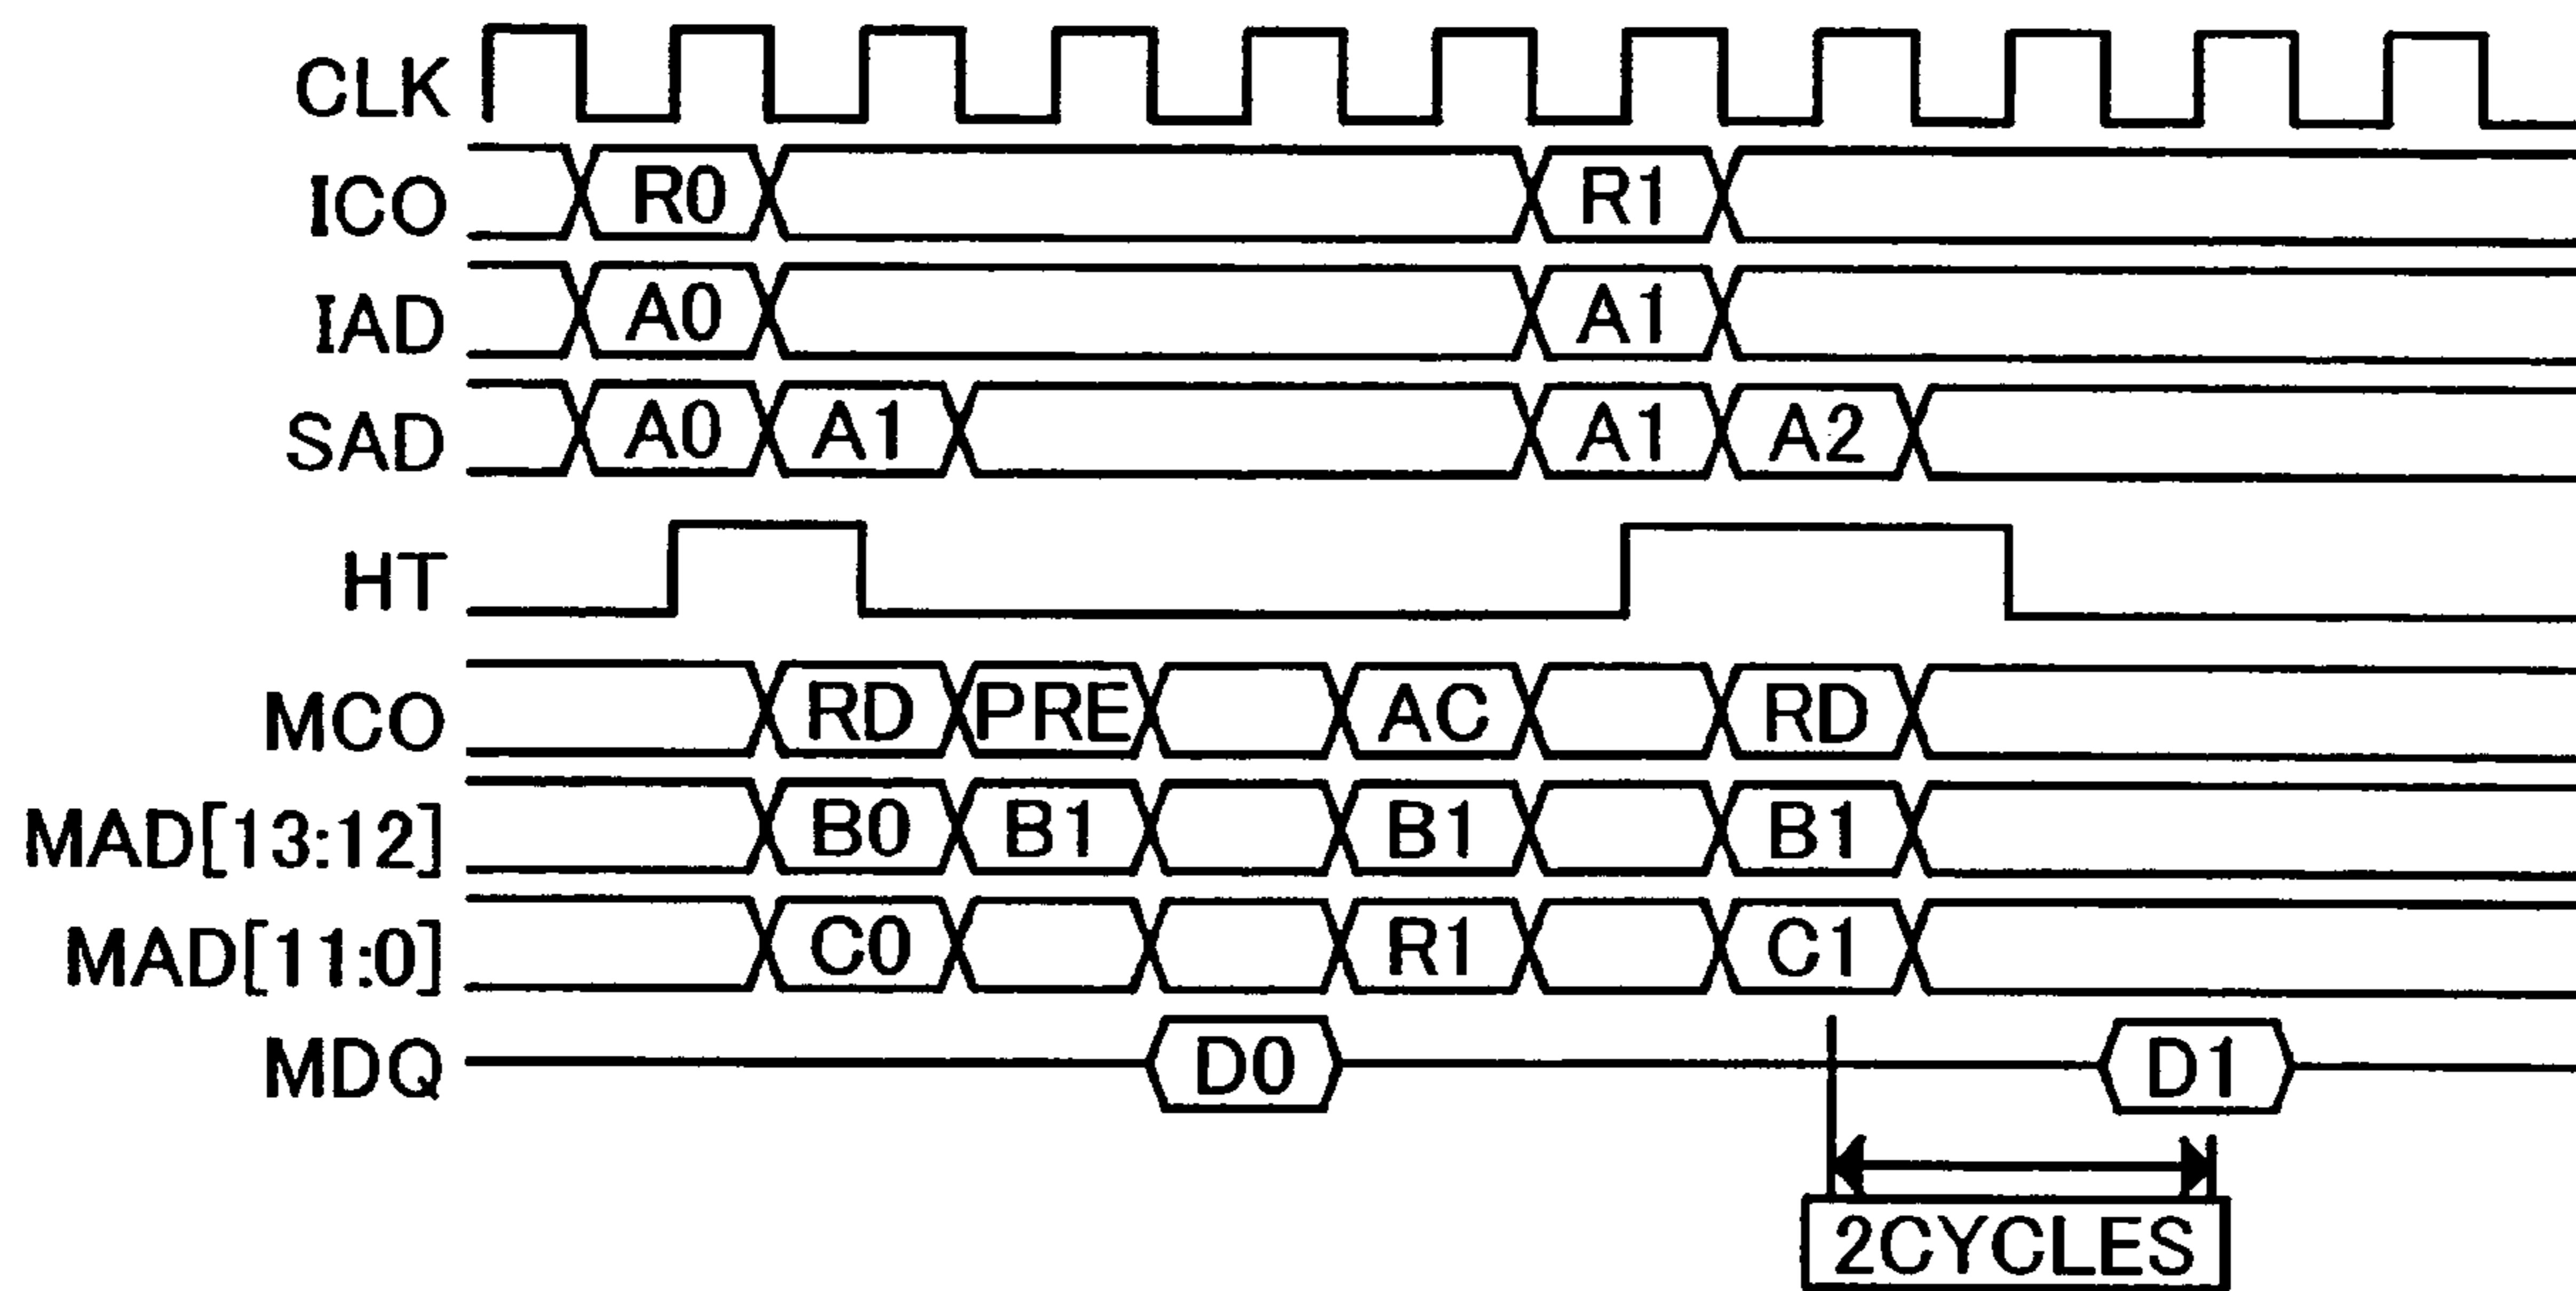 CLK
ICO R0 R1
IAD A0 A1
SAD A0 A1 A1 A2
HT
MCO RD PRE AC RD
MAD[13:12] B0 B1 B1 B1
MAD[11:0] C0 R1 C1
MDQ D0 D1
2CYCLES